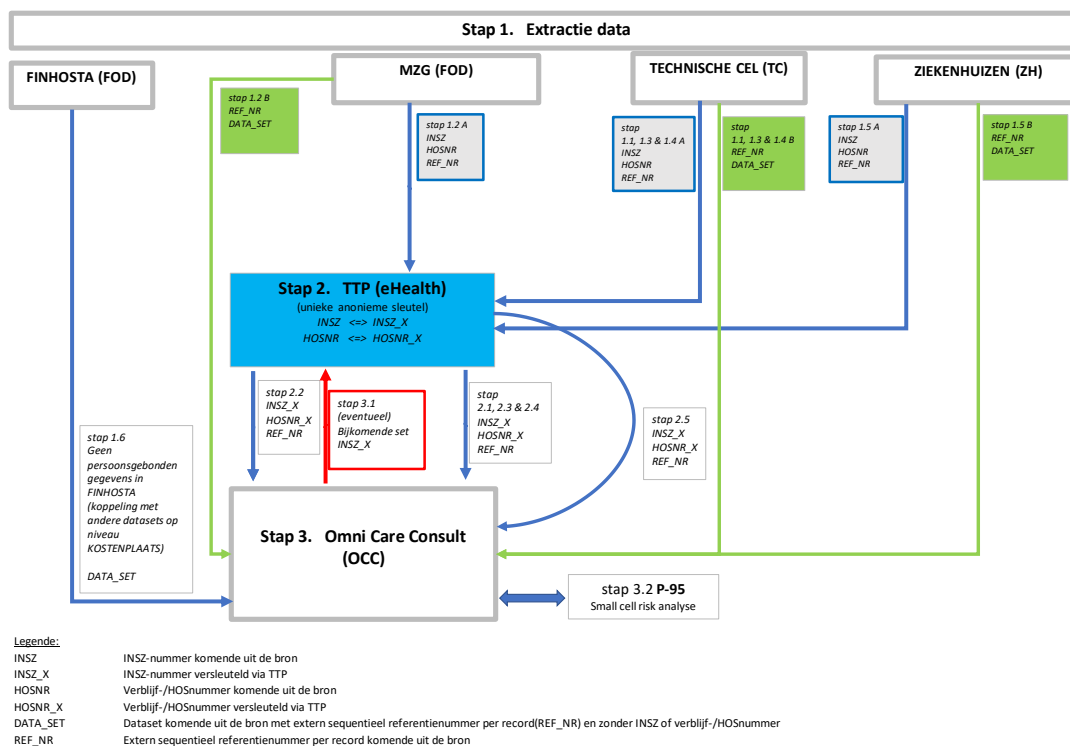 Stap 1. Extractie data
FINHOSTA (FOD)
MZG (FOD)
TECHNISCHE CEL (TC)
ZIEKENHUIZEN (ZH)
stap 1.2 B
REF_NR
DATA_SET
stap 1.2 A
INSZ
HOSNR
REF_NR
stap
1.1, 1.3 & 1.4 A
INSZ
HOSNR
REF_NR
stap
1.1, 1.3 & 1.4 B
REF_NR
DATA_SET
stap 1.5 A
INSZ
HOSNR
REF_NR
stap 1.5 B
REF_NR
DATA_SET
Stap 2. TTP (eHealth)
(unieke anonieme sleutel)
INSZ <=> INSZ_X
HOSNR <=> HOSNR_X
stap 2.2
INSZ_X
HOSNR_X
REF_NR
stap 3.1
(eventueel)
Bijkomende set
INSZ_X
stap
2.1, 2.3 & 2.4
INSZ_X
HOSNR_X
REF_NR
stap 2.5
INSZ_X
HOSNR_X
REF_NR
stap 1.6
Geen
persoonsgebonden
gegevens in
FINHOSTA
(koppeling met
andere datasets op
niveau
KOSTENPLAATS)
DATA_SET
Stap 3. Omni Care Consult
(OCC)
stap 3.2 P-95
Small cell risk analyse
Legende:
INSZ INSZ-nummer komende uit de bron
INSZ_X INSZ-nummer versleuteld via TTP
HOSNR Verblijf-/HOSnummer komende uit de bron
HOSNR_X Verblijf-/HOSnummer versleuteld via TTP
DATA_SET Dataset komende uit de bron met extern sequentieel referentienummer per record(REF_NR) en zonder INSZ of verblijf-/HOSnummer
REF_NR Extern sequentieel referentienummer per record komende uit de bron